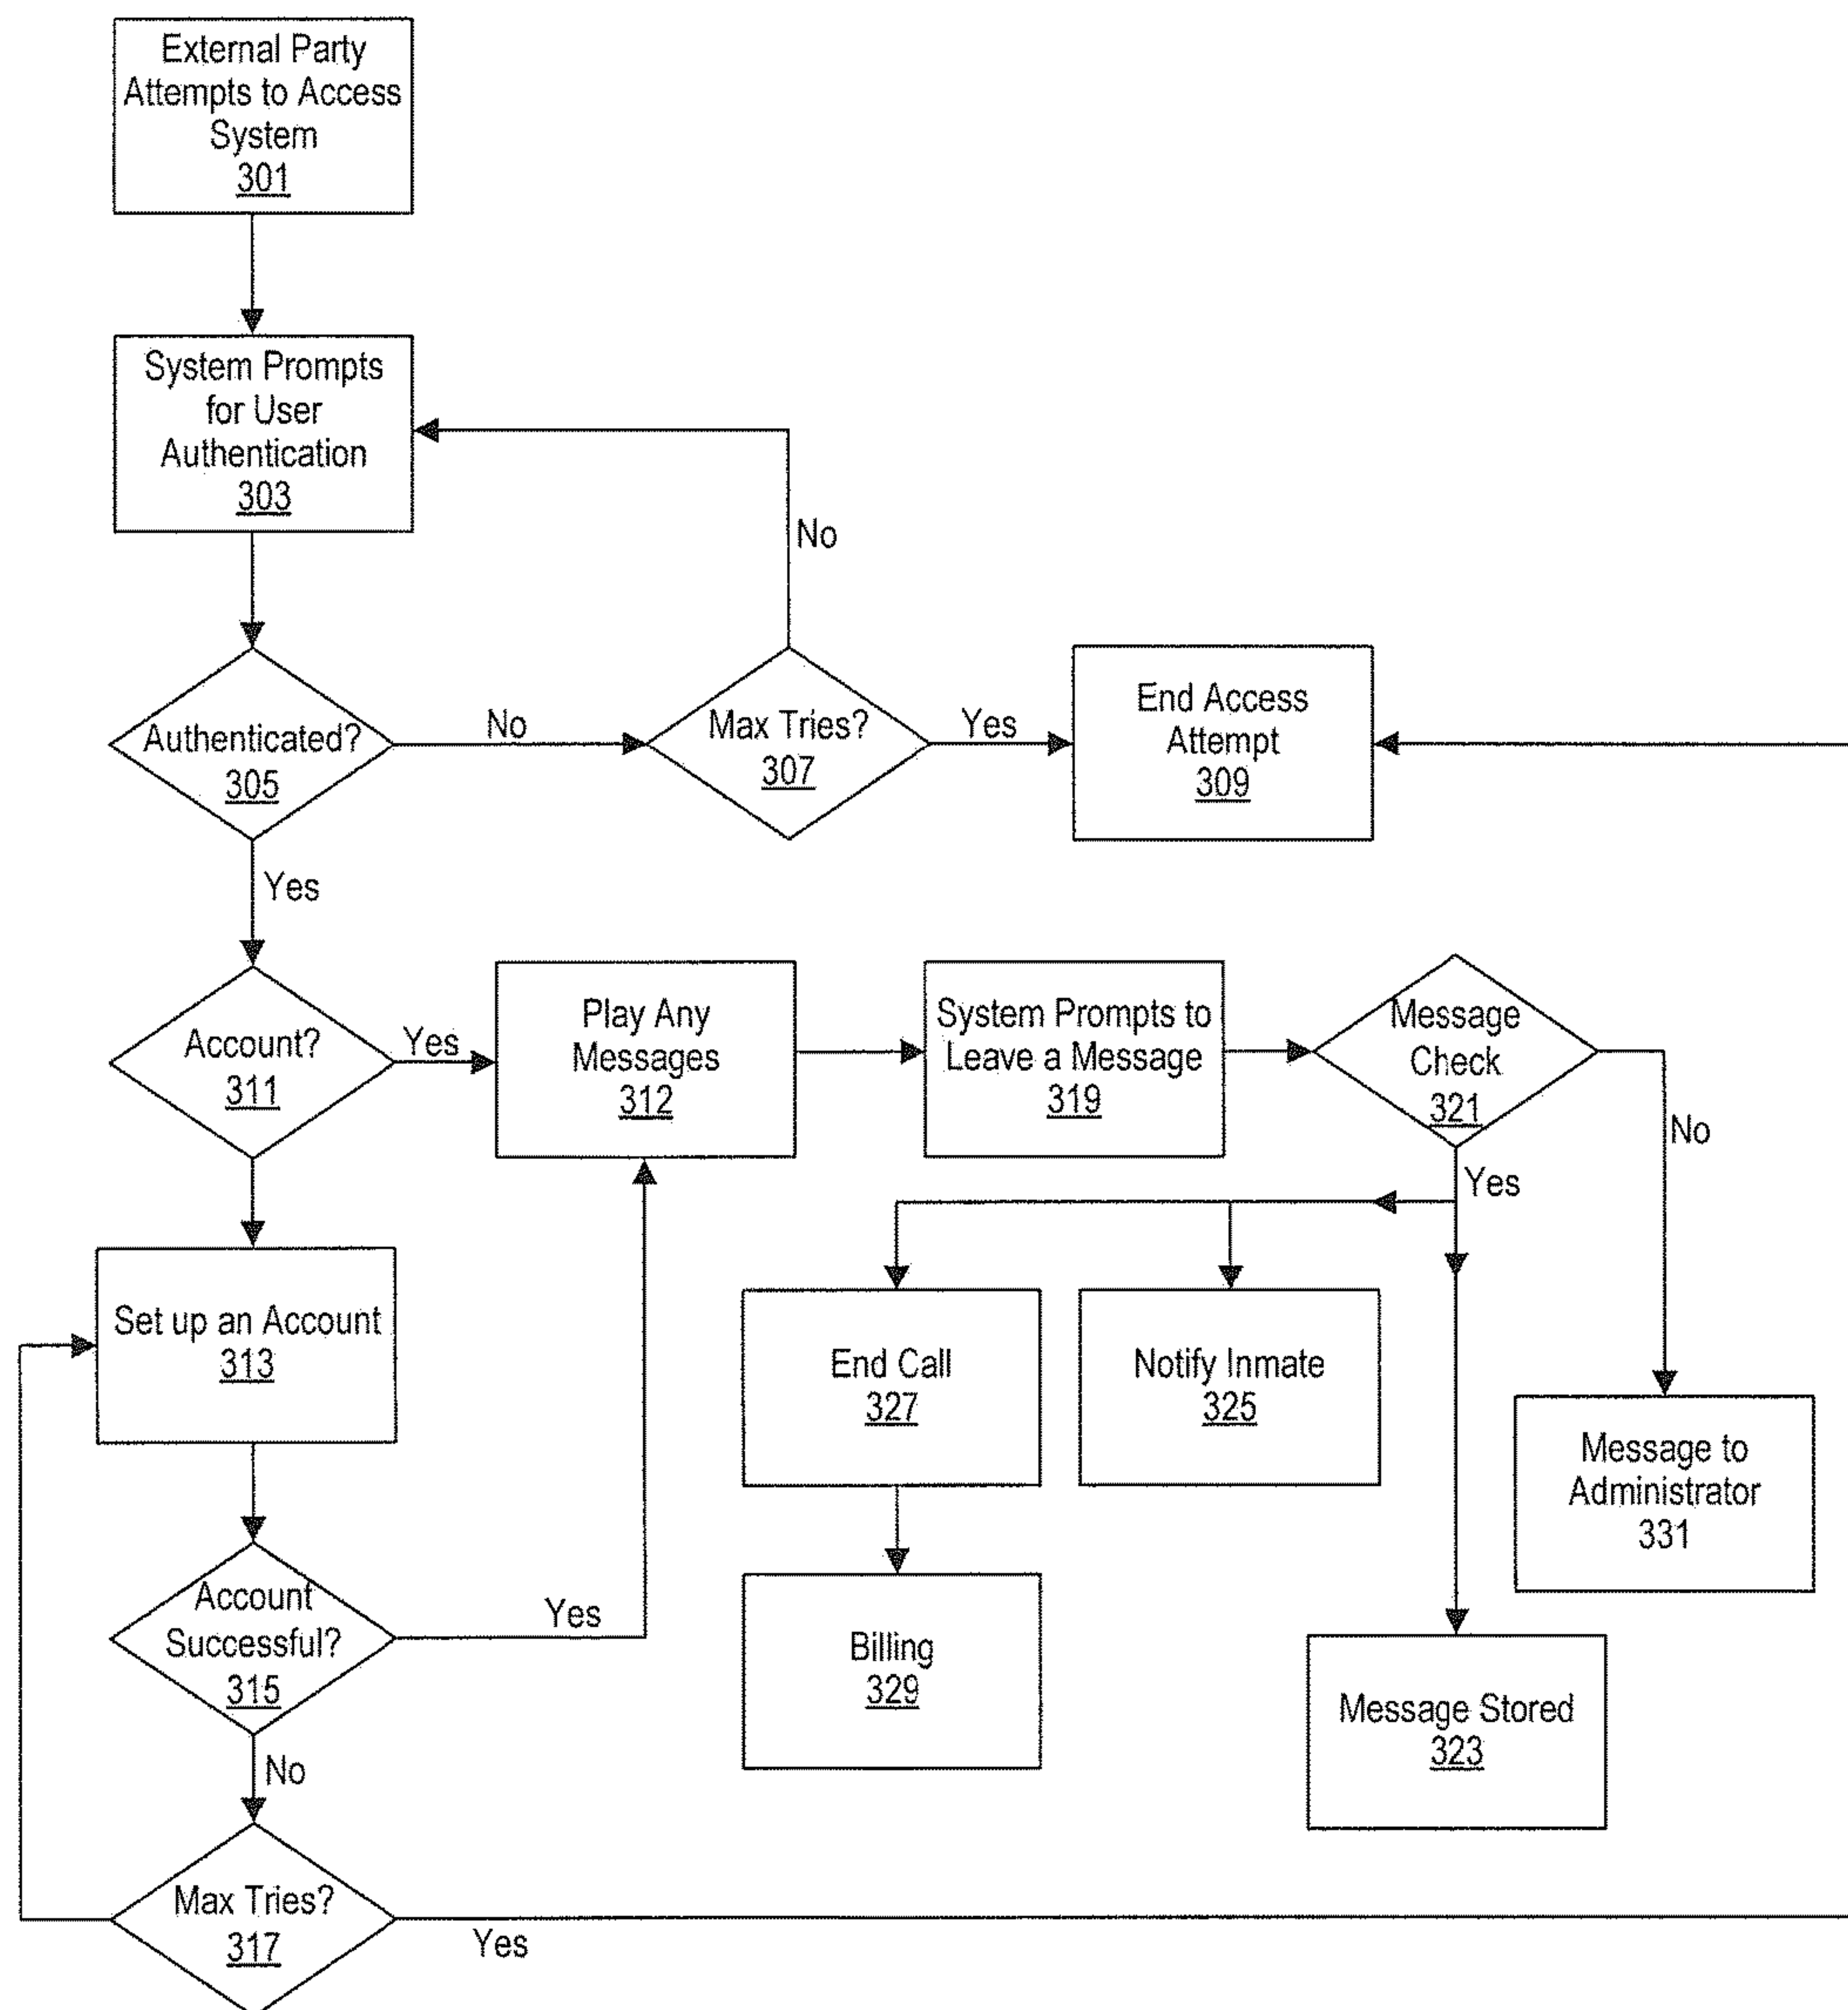 External Party
Attempts to Access
System
301
System Prompts
for User
Authentication
303
No
Authenticated?
305
No
Max Tries?
307
Yes
End Access
Attempt
309
Yes
Account?
311
Yes
Play Any
Messages
312
System Prompts to
Leave a Message
319
Message
Check
321
No
Yes
Set up an Account
313
End Call
327
Notify Inmate
325
Message to
Administrator
331
Account
Successful?
315
Yes
Billing
329
Message Stored
323
No
Max Tries?
317
Yes